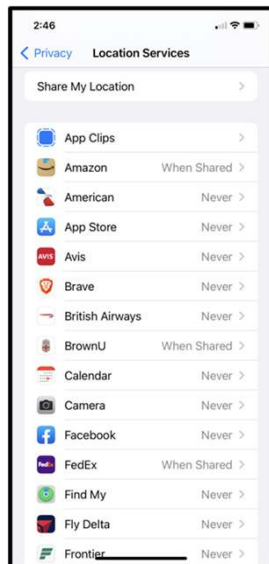 2:46
Privacy Location Services
Share My Location
App Clips
Amazon When Shared
American Never
App Store Never
AVIS Avis Never
Brave Never
British Airways Never
BrownU When Shared
Calendar Never
Camera Never
Facebook Never
FedEx FedEx When Shared
Find My Never
Fly Delta Never
Frontier Never